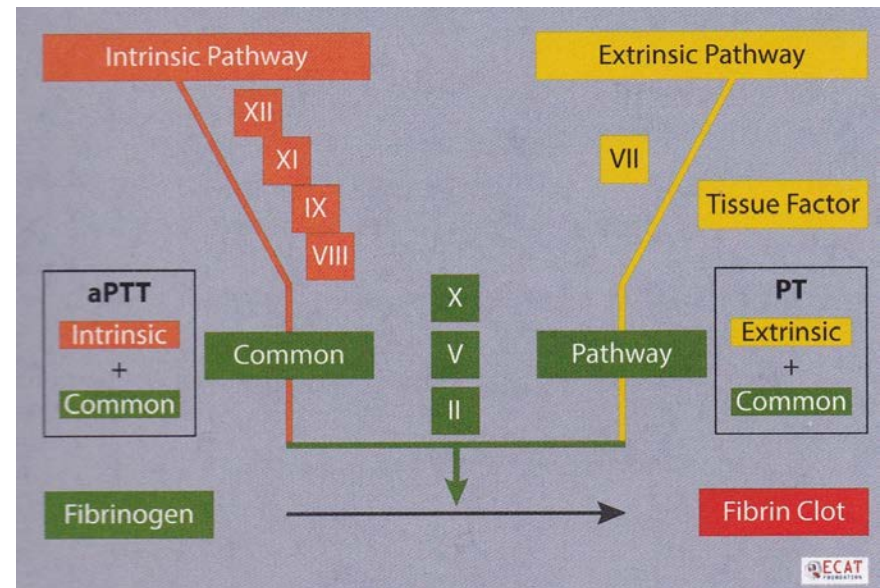 Intrinsic Pathway
Extrinsic Pathway
XII
XI
IX
VIII
VII
Tissue Factor
aPTT
Intrinsic
+
Common
Common
X
V
II
Pathway
PT
Extrinsic
+
Common
Fibrinogen
Fibrin Clot
ECAT
FOUNDATION